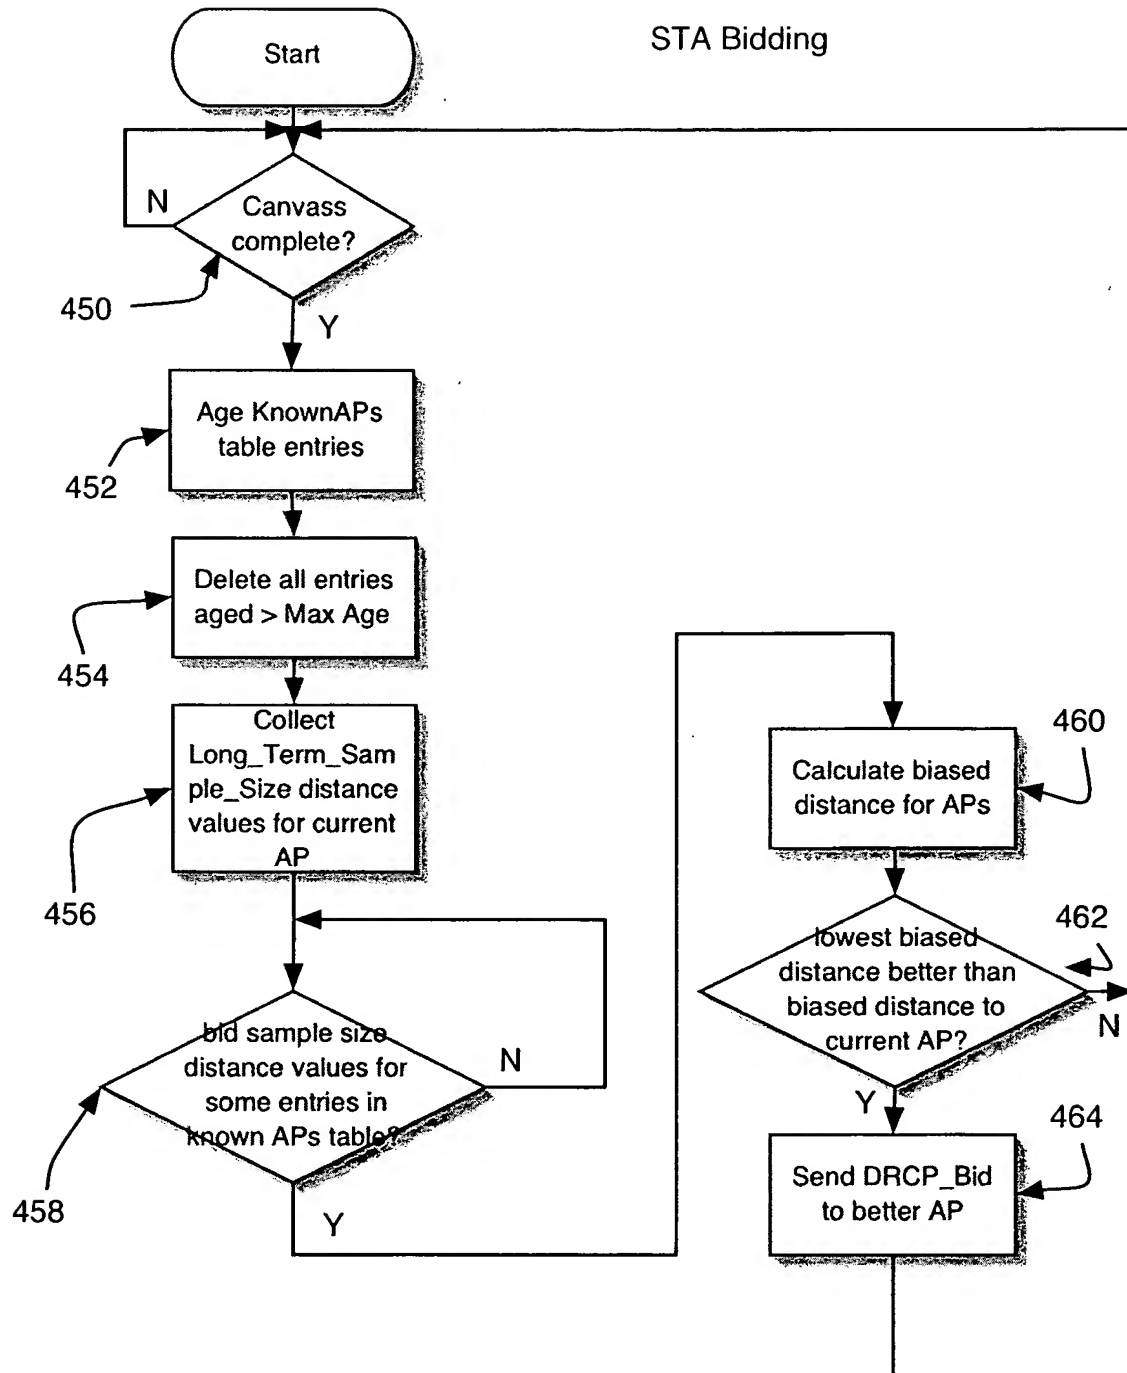 Start
STA Bidding
N
Canvass
complete?
450
Y
Age KnownAPs
table entries
452
Delete all entries
aged > Max Age
454
Collect
Long_Term_Sam
ple_Size distance
values for current
AP
456
bid sample size
distance values for
some entries in
known APs table?
N
458
Y
Calculate biased
distance for APs
460
lowest biased
distance better than
biased distance to
current AP?
462
N
Y
Send DRCP_Bid
to better AP
464